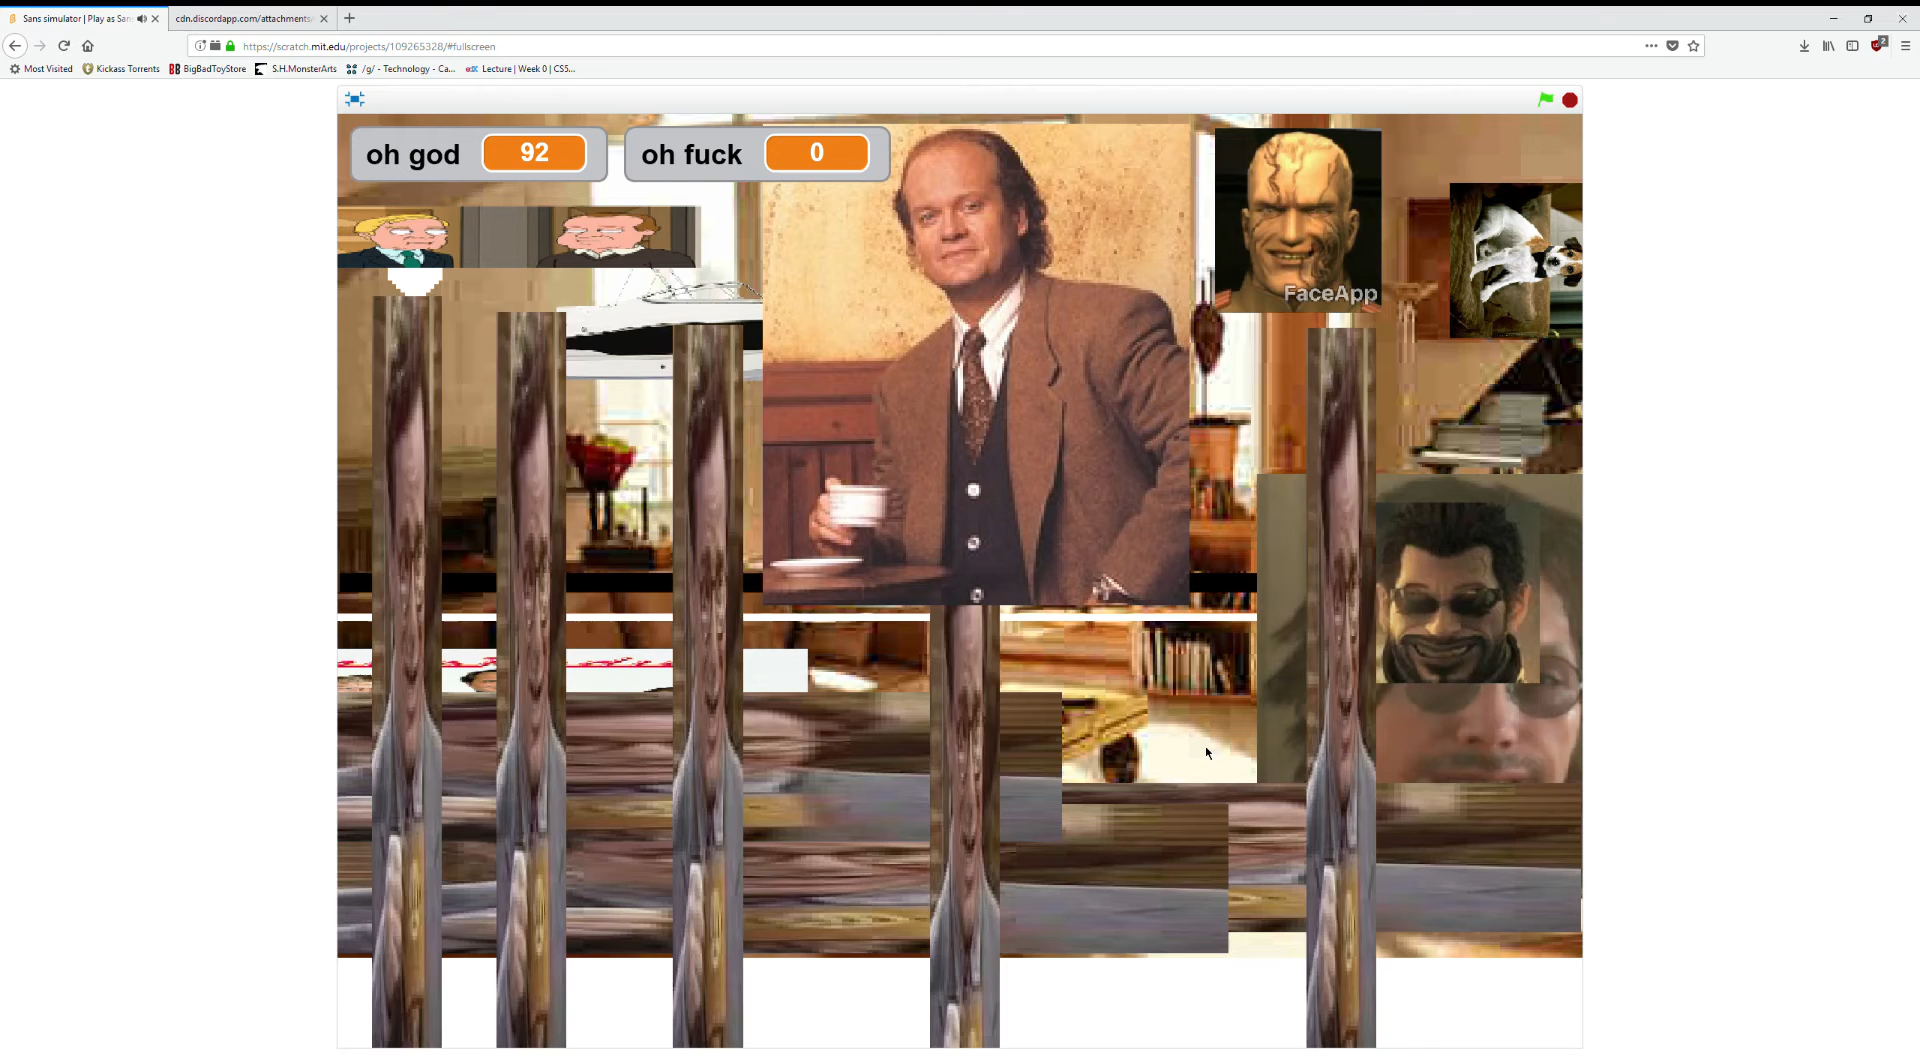 Sans simulator | Play as San
cdn.discordapp.com/attachments/
https://scratch.mit.edu/projects/109265328/#fullscreen
2
Most Visited
Kickass Torrents
BigBadToyStore
S.H.MonsterArts
/g/ - Technology - Ca...
Lecture | Week 0 | CS5...
oh god 92
oh fuck 0
FaceApp